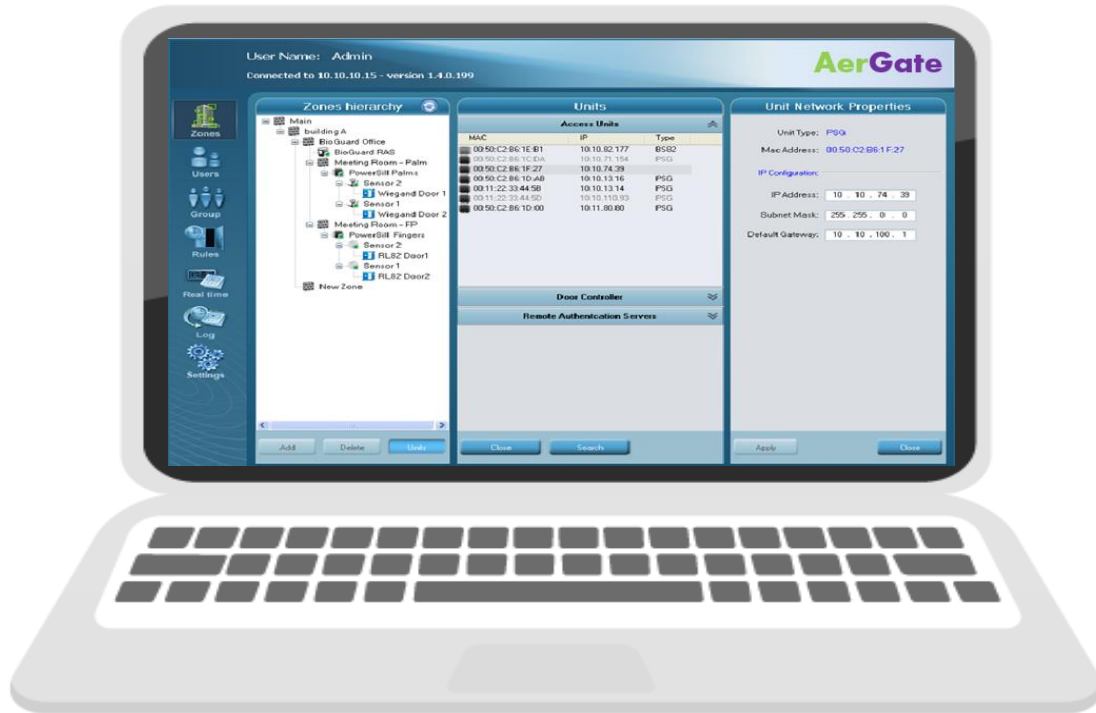 User Name: Admin
Connected to 10.10.10.15 - version 1.4.0.199
AerGate
Zones
Users
Group
Rules
Real time
Log
Settings
Zones hierarchy
Main
building A
BioGuard Office
BioGuard RAS
Meeting Room - Palm
PowerSill Palms
Sensor 2
Wiegand Door 1
Sensor 1
Wiegand Door 2
Meeting Room - FP
PowerSill Fingers
Sensor 2
RL82 Door1
Sensor 1
RL82 Door2
New Zone
Add Delete Units
Units
Access Units
MAC IP Type
00:50:C2:B6:1E:B1 10.10.82.177 BS82
00:50:C2:B6:1C:DA 10.10.71.154 PSG
00:50:C2:B6:1F:27 10.10.74.39
00:50:C2:B6:1D:AB 10.10.13.16 PSG
00:11:22:33:44:5B 10.10.13.14 PSG
00:11:22:33:44:5D 10.10.110.93 PSG
00:50:C2:B6:1D:00 10.11.80.80 PSG
Door Controller
Remote Authentication Servers
Close Search
Unit Network Properties
Unit Type: PSG
Mac Address: 00:50:C2:B6:1F:27
IP Configuration:
IP Address: 10 . 10 . 74 . 39
Subnet Mask: 255 . 255 . 0 . 0
Default Gateway: 10 . 10 . 100 . 1
Apply Close